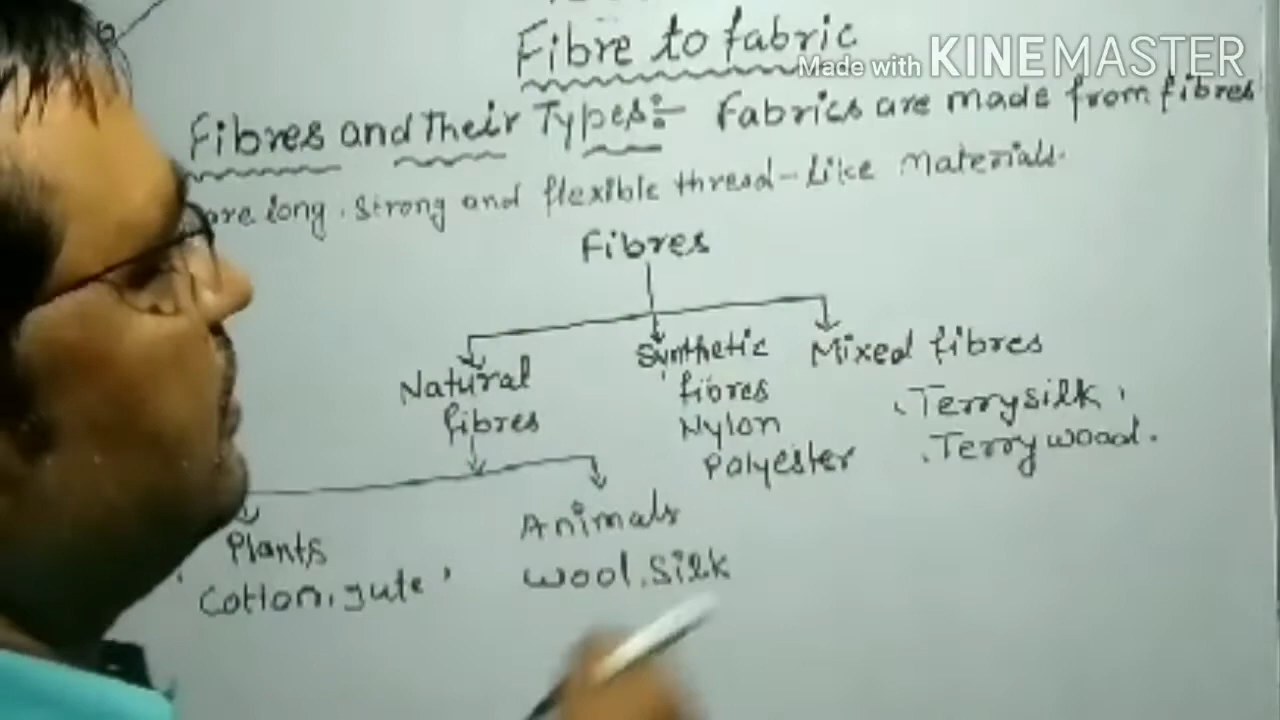 Fibre to fabric
Made with KINEMASTER
Fibres and Their Types:- Fabrics are made from fibres
are long, strong and flexible thread-like materials.
Fibres
Natural fibres
Synthetic fibres
Nylon
Polyester
Mixed fibres
Terrysilk,
Terrywoad.
Plants
Cotton, jute
Animals
Wool, Silk